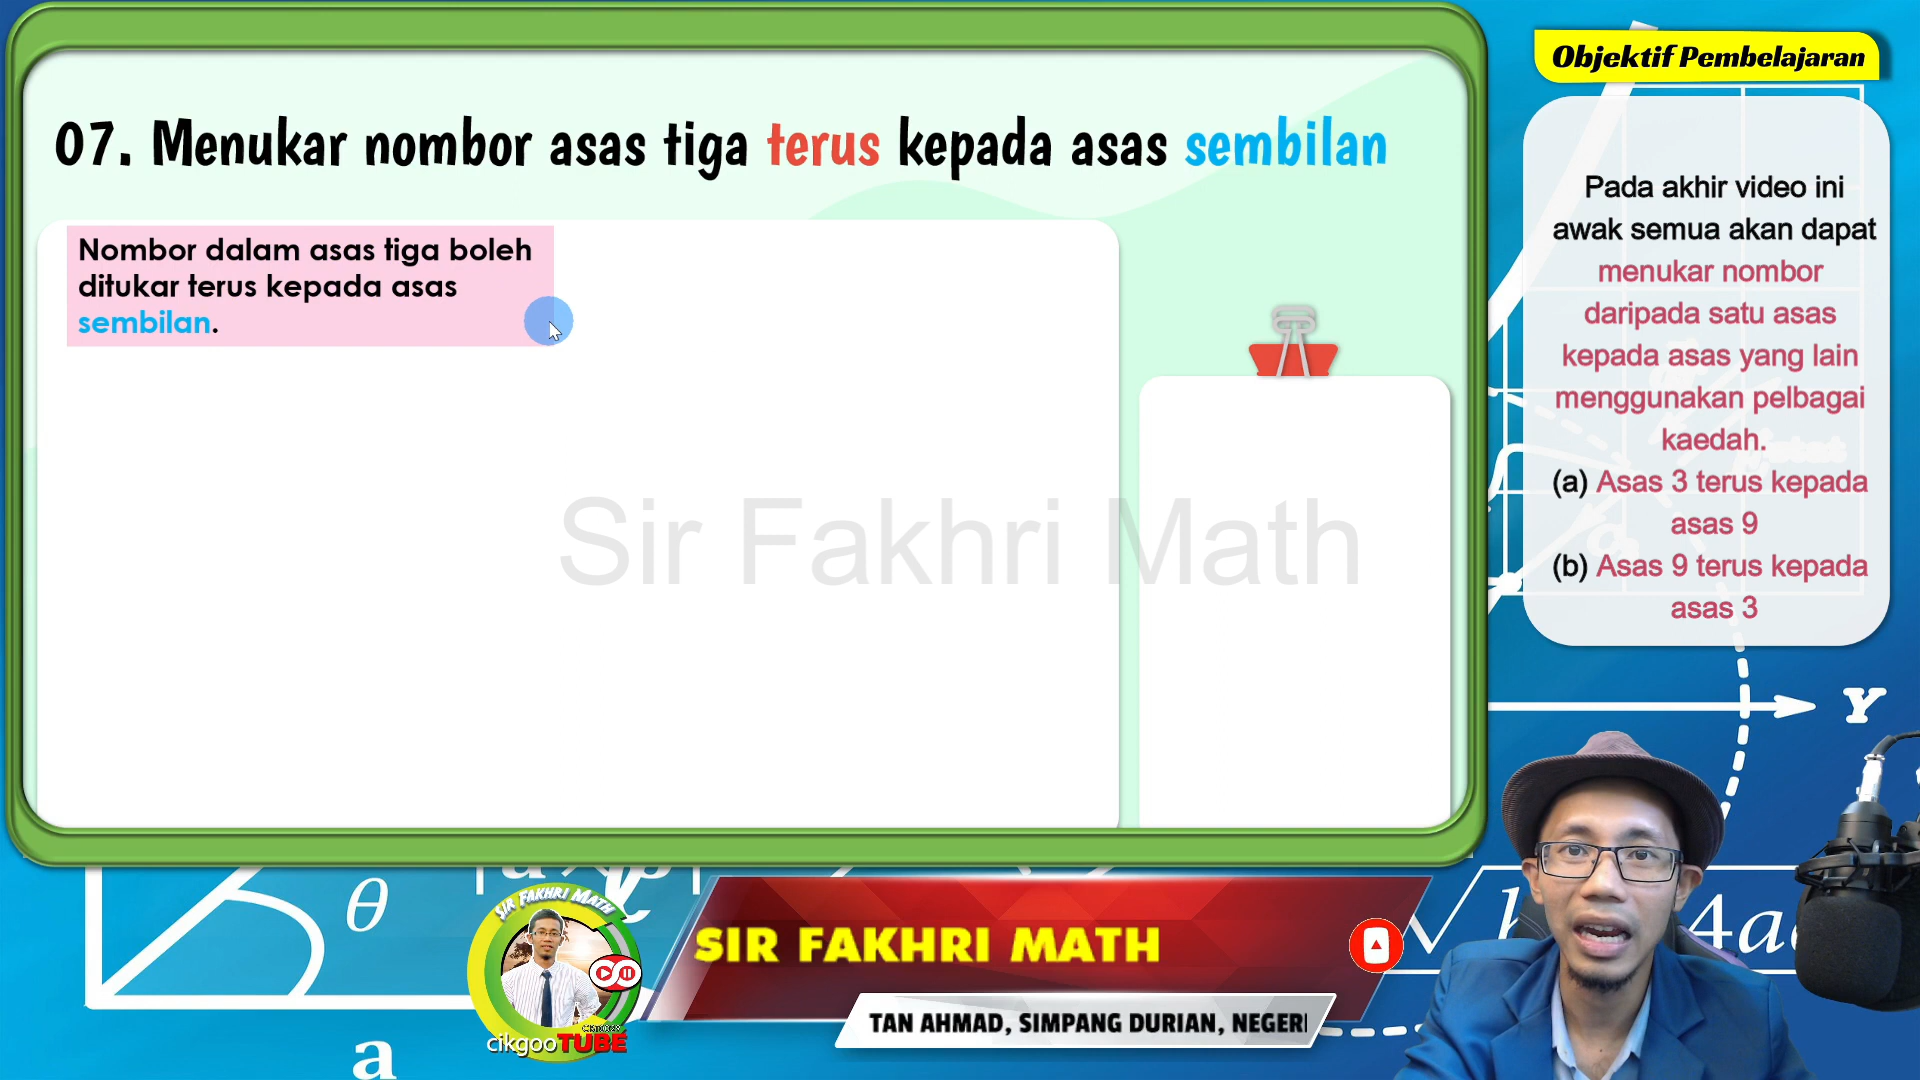 07. Menukar nombor asas tiga terus kepada asas sembilan
Nombor dalam asas tiga boleh
ditukar terus kepada asas
sembilan.
Sir Fakhri Math
Objektif Pembelajaran
Pada akhir video ini
awak semua akan dapat
menukar nombor
daripada satu asas
kepada asas yang lain
menggunakan pelbagai
kaedah.
(a) Asas 3 terus kepada
asas 9
(b) Asas 9 terus kepada
asas 3
Y
θ
a
SIR FAKHRI MATH
cikgooTUBE
SIR FAKHRI MATH
TAN AHMAD, SIMPANG DURIAN, NEGERI
4a